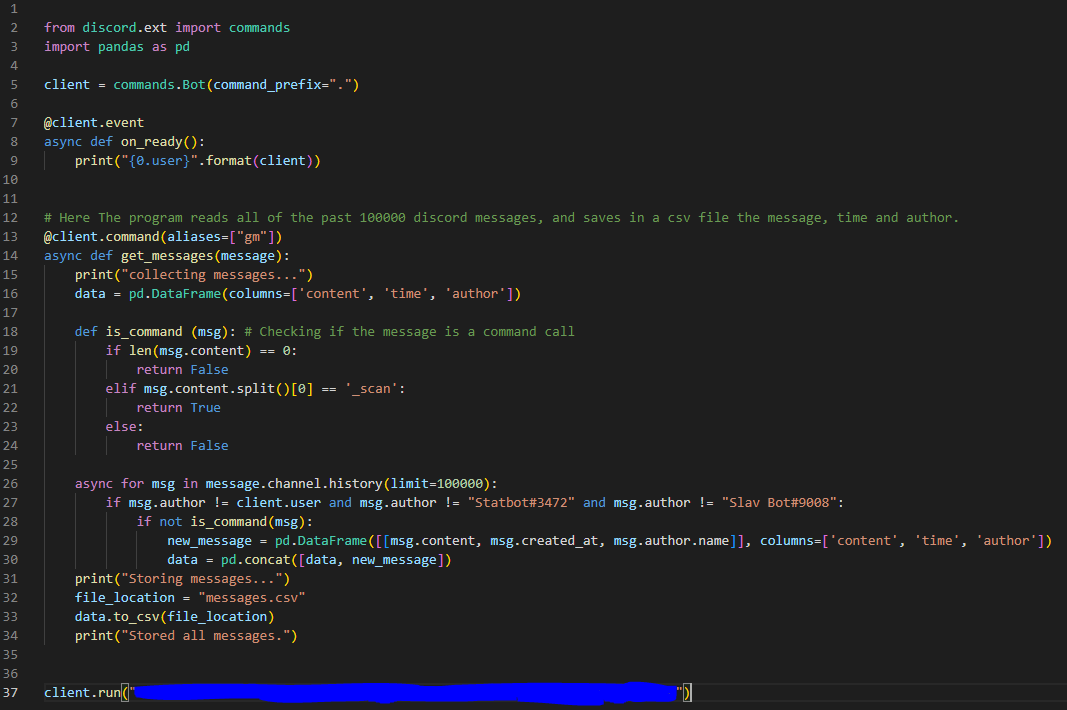 1
2 from discord.ext import commands
3 import pandas as pd
4
5 client = commands.Bot(command_prefix=".")
6
7 @client.event
8 async def on_ready():
9     print("{0.user}".format(client))
10
11
12 # Here The program reads all of the past 100000 discord messages, and saves in a csv file the message, time and author.
13 @client.command(aliases=["gm"])
14 async def get_messages(message):
15     print("collecting messages...")
16     data = pd.DataFrame(columns=['content', 'time', 'author'])
17
18     def is_command (msg): # Checking if the message is a command call
19         if len(msg.content) == 0:
20             return False
21         elif msg.content.split()[0] == '_scan':
22             return True
23         else:
24             return False
25
26     async for msg in message.channel.history(limit=100000):
27         if msg.author != client.user and msg.author != "Statbot#3472" and msg.author != "Slav Bot#9008":
28             if not is_command(msg):
29                 new_message = pd.DataFrame([[msg.content, msg.created_at, msg.author.name]], columns=['content', 'time', 'author'])
30                 data = pd.concat([data, new_message])
31     print("Storing messages...")
32     file_location = "messages.csv"
33     data.to_csv(file_location)
34     print("Stored all messages.")
35
36
37 client.run("")